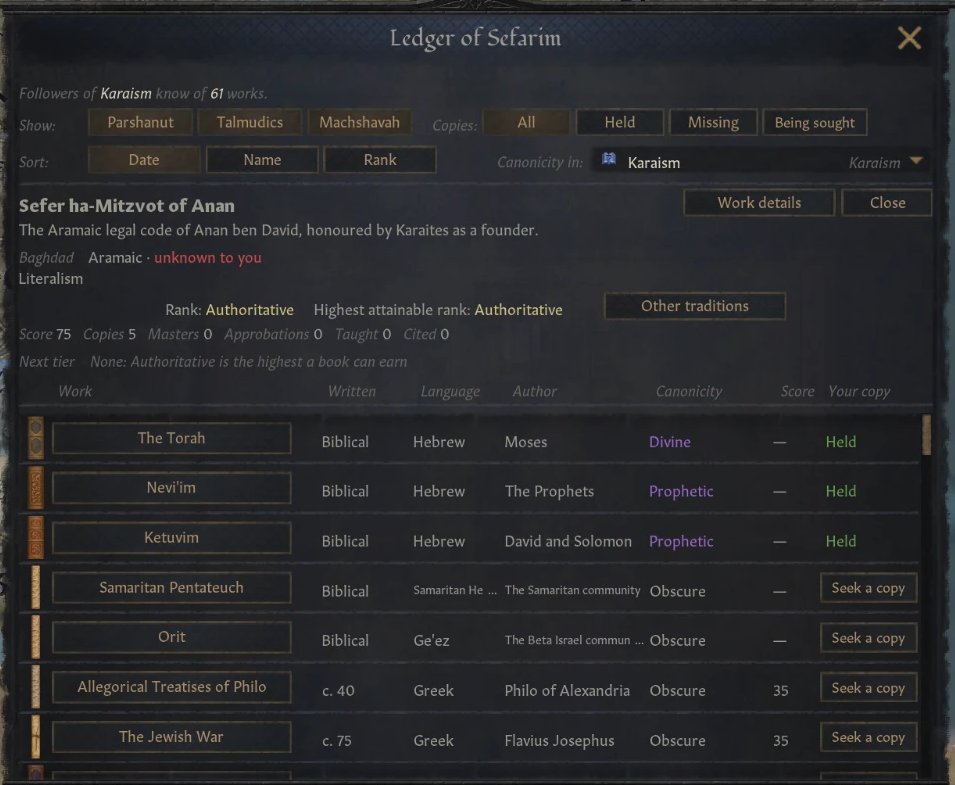 Ledger of Sefarim
Followers of Karaism know of 61 works.
Show: Parshanut Talmudics Machshavah Copies: All Held Missing Being sought
Sort: Date Name Rank Canonicity in: Karaism Karaism
Sefer ha-Mitzvot of Anan Work details Close
The Aramaic legal code of Anan ben David, honoured by Karaites as a founder.
Baghdad Aramaic · unknown to you
Literalism
Rank: Authoritative Highest attainable rank: Authoritative Other traditions
Score 75 Copies 5 Masters 0 Approbations 0 Taught 0 Cited 0
Next tier None: Authoritative is the highest a book can earn
Work Written Language Author Canonicity Score Your copy
The Torah Biblical Hebrew Moses Divine — Held
Nevi'im Biblical Hebrew The Prophets Prophetic — Held
Ketuvim Biblical Hebrew David and Solomon Prophetic — Held
Samaritan Pentateuch Biblical Samaritan He ... The Samaritan community Obscure — Seek a copy
Orit Biblical Ge'ez The Beta Israel commun ... Obscure — Seek a copy
Allegorical Treatises of Philo c. 40 Greek Philo of Alexandria Obscure 35 Seek a copy
The Jewish War c. 75 Greek Flavius Josephus Obscure 35 Seek a copy